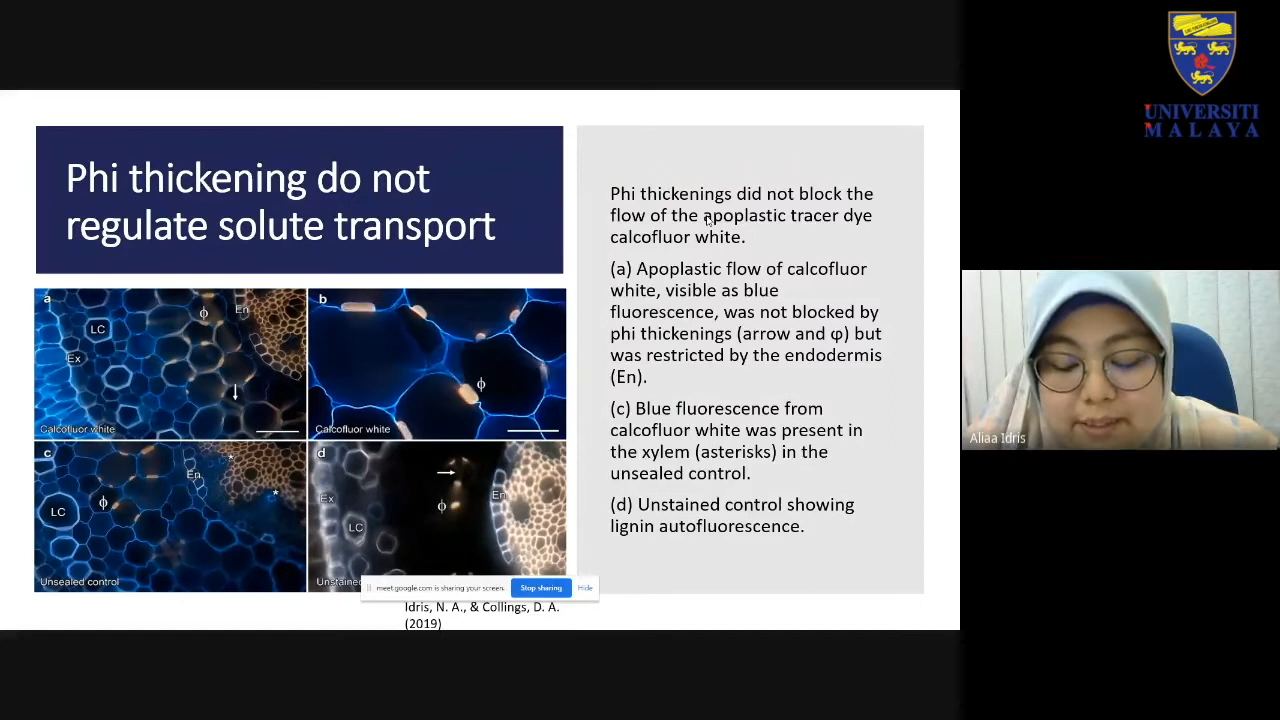 UNIVERSITI
MALAYA
Phi thickening do not
regulate solute transport
Phi thickenings did not block the
flow of the apoplastic tracer dye
calcofluor white.
(a) Apoplastic flow of calcofluor
white, visible as blue
fluorescence, was not blocked by
phi thickenings (arrow and φ) but
was restricted by the endodermis
(En).
(c) Blue fluorescence from
calcofluor white was present in
the xylem (asterisks) in the
unsealed control.
(d) Unstained control showing
lignin autofluorescence.
a
LC
Ex
ϕ
En
Calcofluor white
b
ϕ
Calcofluor white
c
LC
ϕ
En
*
*
Unsealed control
d
Ex
LC
ϕ
En
Unstained
meet.google.com is sharing your screen.
Stop sharing
Hide
Idris, N. A., & Collings, D. A.
(2019)
Aliaa Idris